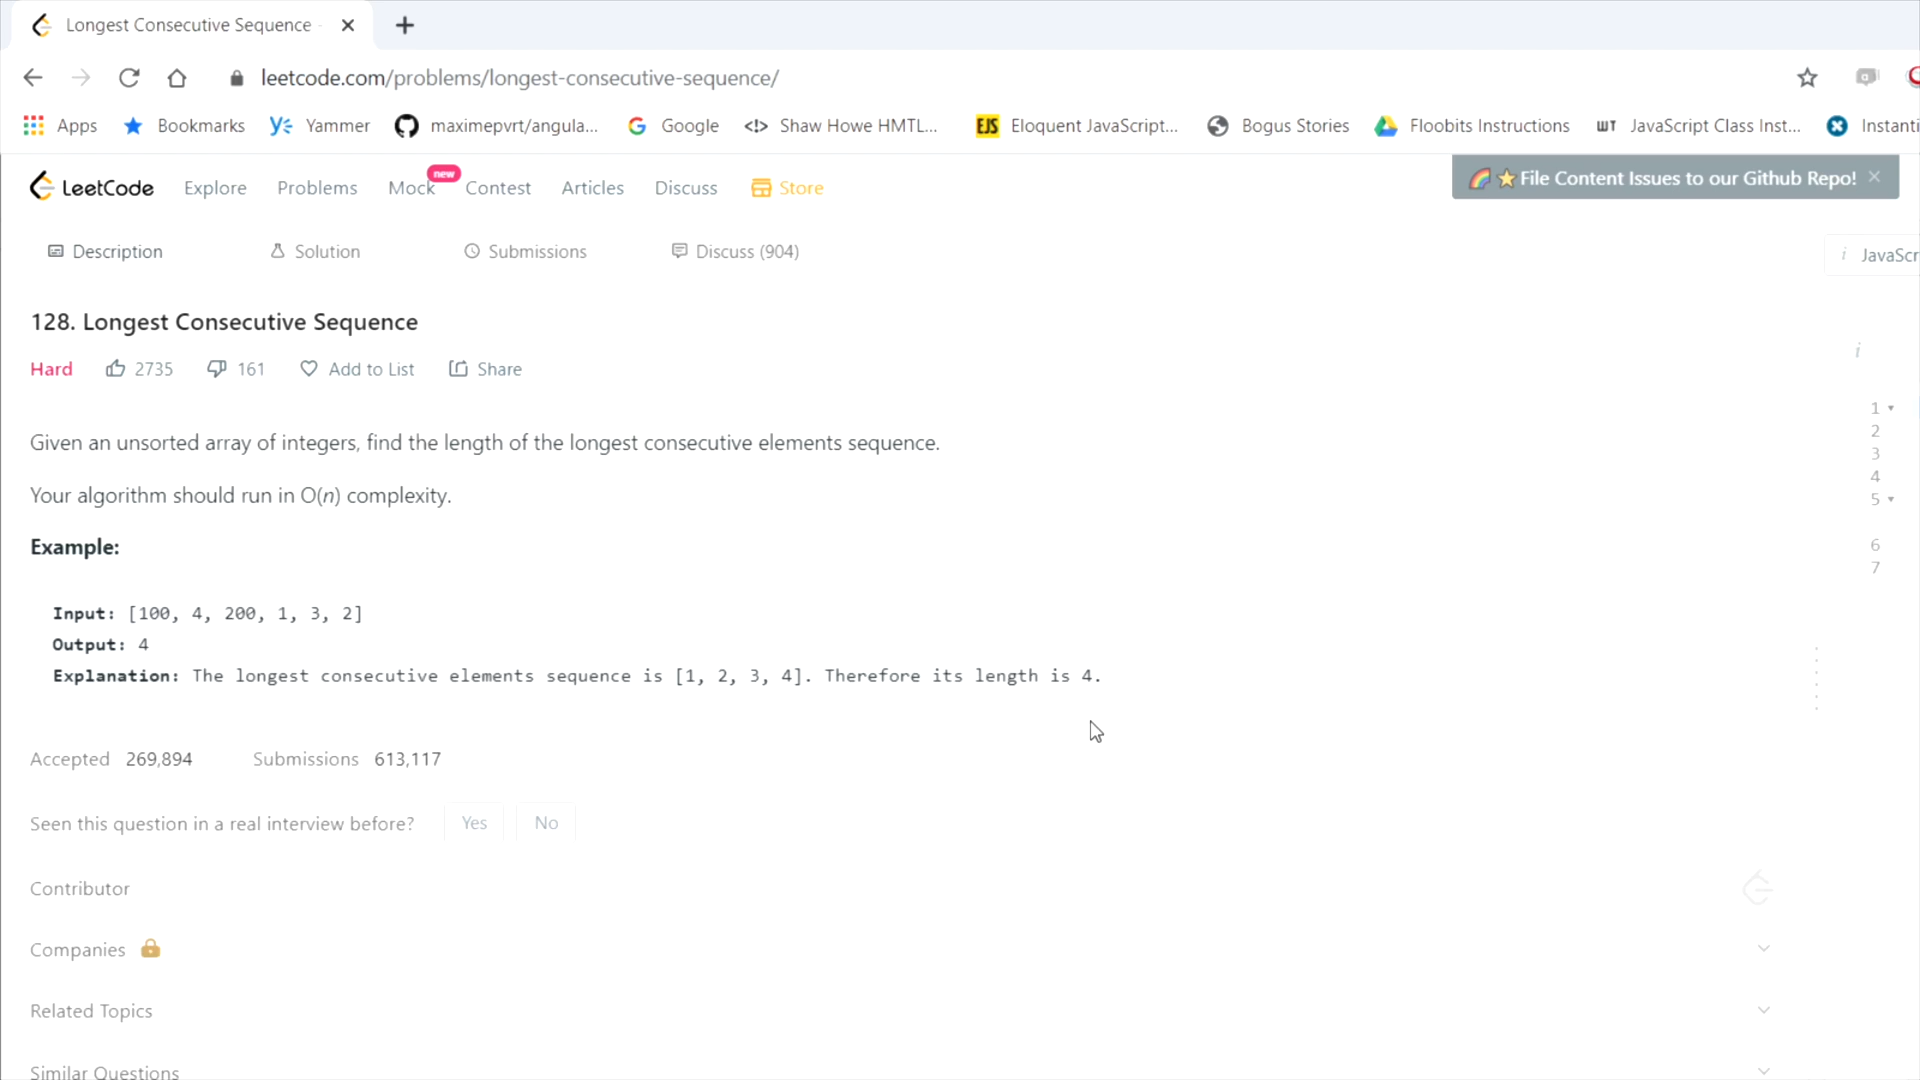 Longest Consecutive Sequence
leetcode.com/problems/longest-consecutive-sequence/
Apps Bookmarks Yammer maximepvrt/angula... Google Shaw Howe HMTL... Eloquent JavaScript... Bogus Stories Floobits Instructions JavaScript Class Inst... Instanti
LeetCode Explore Problems Mock new Contest Articles Discuss Store
🌈 ⭐ File Content Issues to our Github Repo! ×
Description Solution Submissions Discuss (904)
i JavaScr
128. Longest Consecutive Sequence
Hard 2735 161 Add to List Share
i
Given an unsorted array of integers, find the length of the longest consecutive elements sequence.
Your algorithm should run in O(n) complexity.
Example:
Input: [100, 4, 200, 1, 3, 2]
Output: 4
Explanation: The longest consecutive elements sequence is [1, 2, 3, 4]. Therefore its length is 4.
1
2
3
4
5
6
7
Accepted 269,894 Submissions 613,117
Seen this question in a real interview before? Yes No
Contributor
Companies
Related Topics
Similar Questions